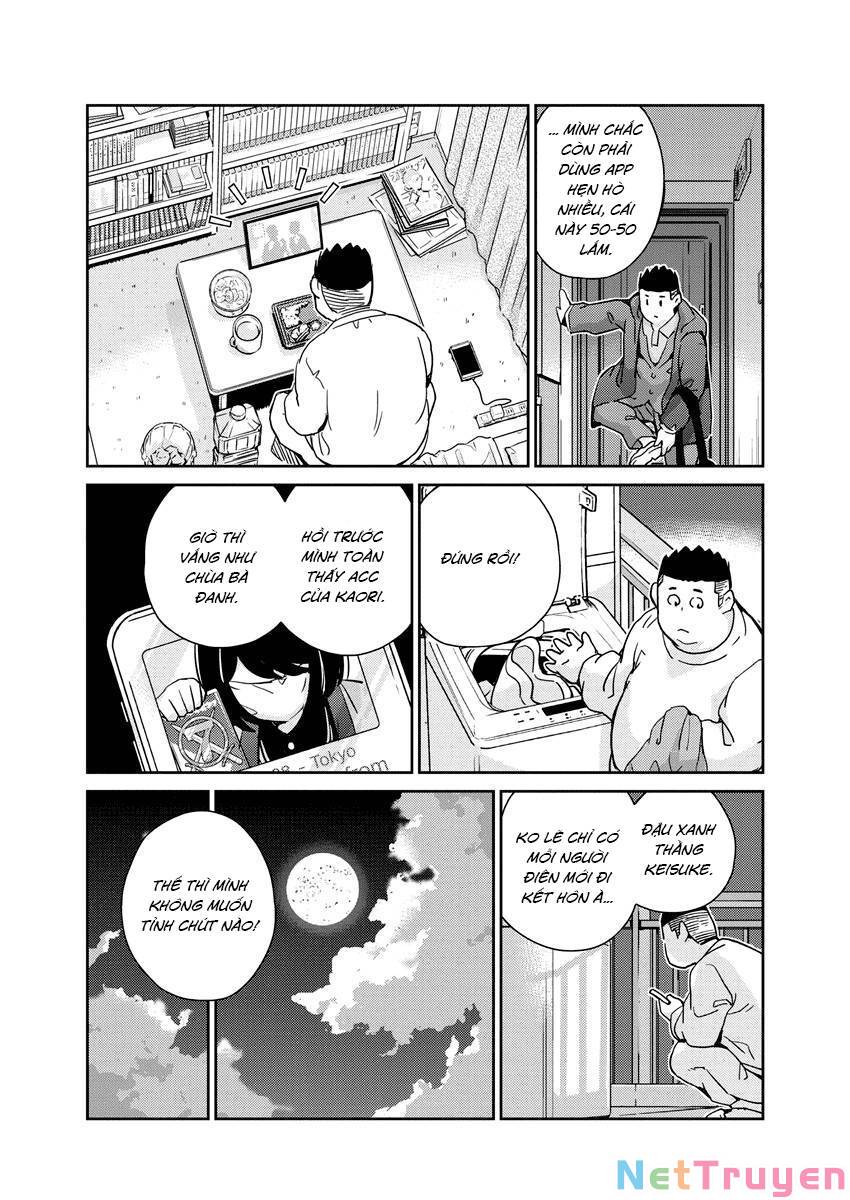 ... MÌNH CHẮC
CÒN PHẢI
DÙNG APP
HẸN HÒ
NHIỀU, CÁI
NÀY 50-50
LẮM.
ĐÚNG RỒI!
HỒI TRƯỚC
MÌNH TOÀN
THẤY ACC
CỦA KAORI.
GIỜ THÌ
VẮNG NHƯ
CHÙA BÀ
ĐANH.
28 - Tokyo
from
ĐẬU XANH
THẰNG
KEISUKE.
KO LẼ CHỈ CÓ
MỖI NGƯỜI
ĐIÊN MỚI ĐI
KẾT HÔN À...
THẾ THÌ MÌNH
KHÔNG MUỐN
TỈNH CHÚT
NÀO!
NetTruyen